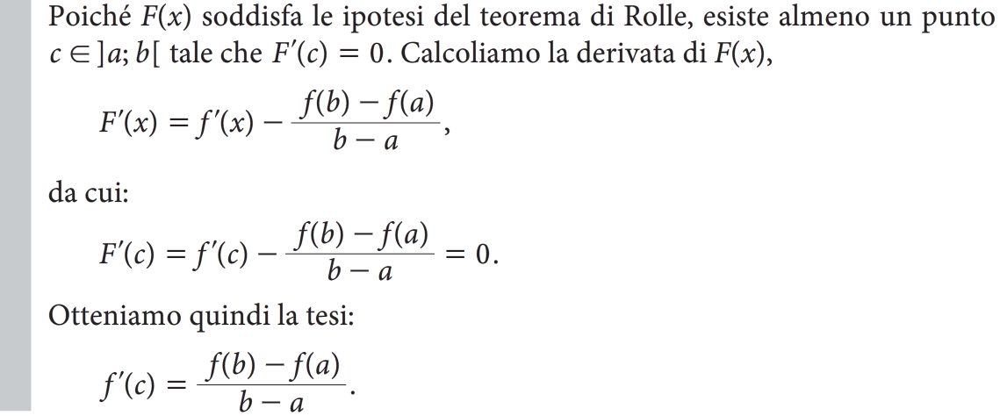 Poiché F(x) soddisfa le ipotesi del teorema di Rolle, esiste almeno un punto
c ∈ ]a; b[ tale che F′(c) = 0. Calcoliamo la derivata di F(x),
F′(x) = f′(x) − \frac{f(b) − f(a)}{b − a},
da cui:
F′(c) = f′(c) − \frac{f(b) − f(a)}{b − a} = 0.
Otteniamo quindi la tesi:
f′(c) = \frac{f(b) − f(a)}{b − a}.